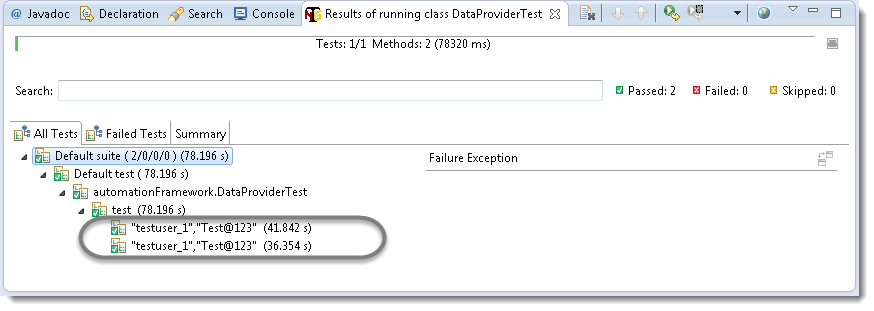 @ Javadoc Declaration Search Console Results of running class DataProviderTest
Tests: 1/1 Methods: 2 (78320 ms)
Search: Passed: 2 Failed: 0 Skipped: 0
All Tests Failed Tests Summary
Default suite ( 2/0/0/0 ) (78.196 s)
Failure Exception
Default test ( 78.196 s)
automationFramework.DataProviderTest
test (78.196 s)
"testuser_1","Test@123" (41.842 s)
"testuser_1","Test@123" (36.354 s)